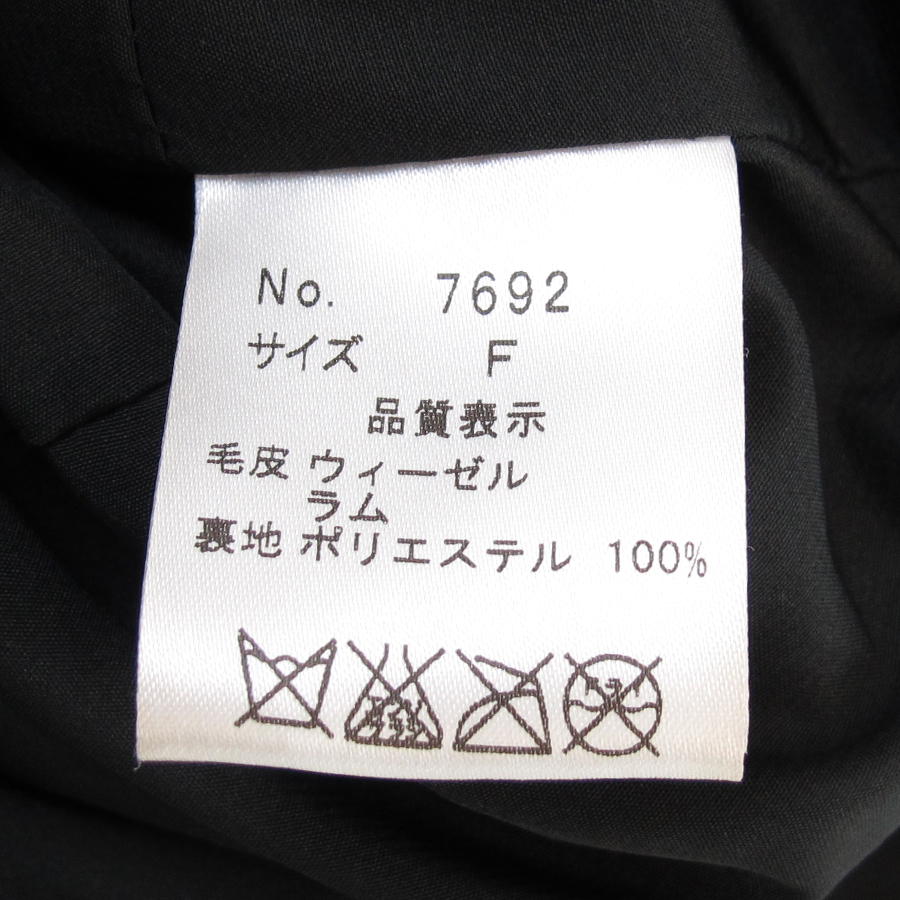 No. 7692
サイズ F
品質表示
毛皮 ウィーゼル
ラム
裏地 ポリエステル 100%